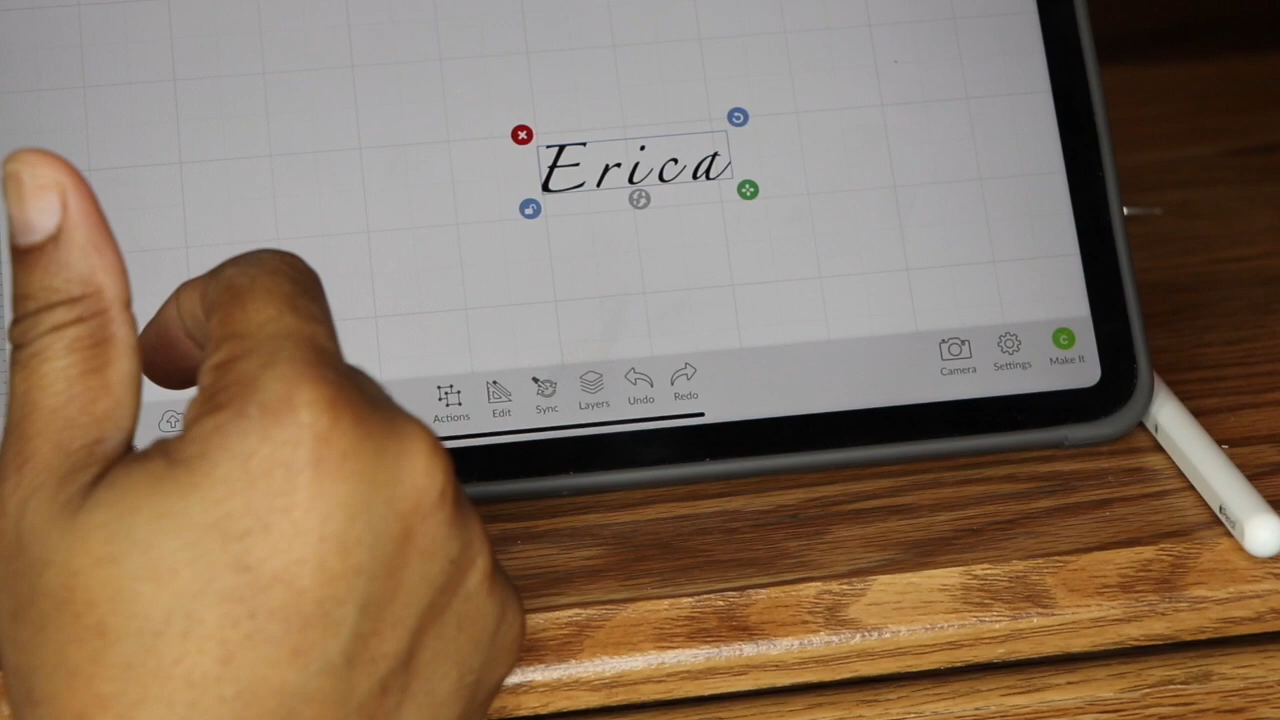 Erica
Actions
Edit
Sync
Layers
Undo
Redo
Camera
Settings
C
Make It